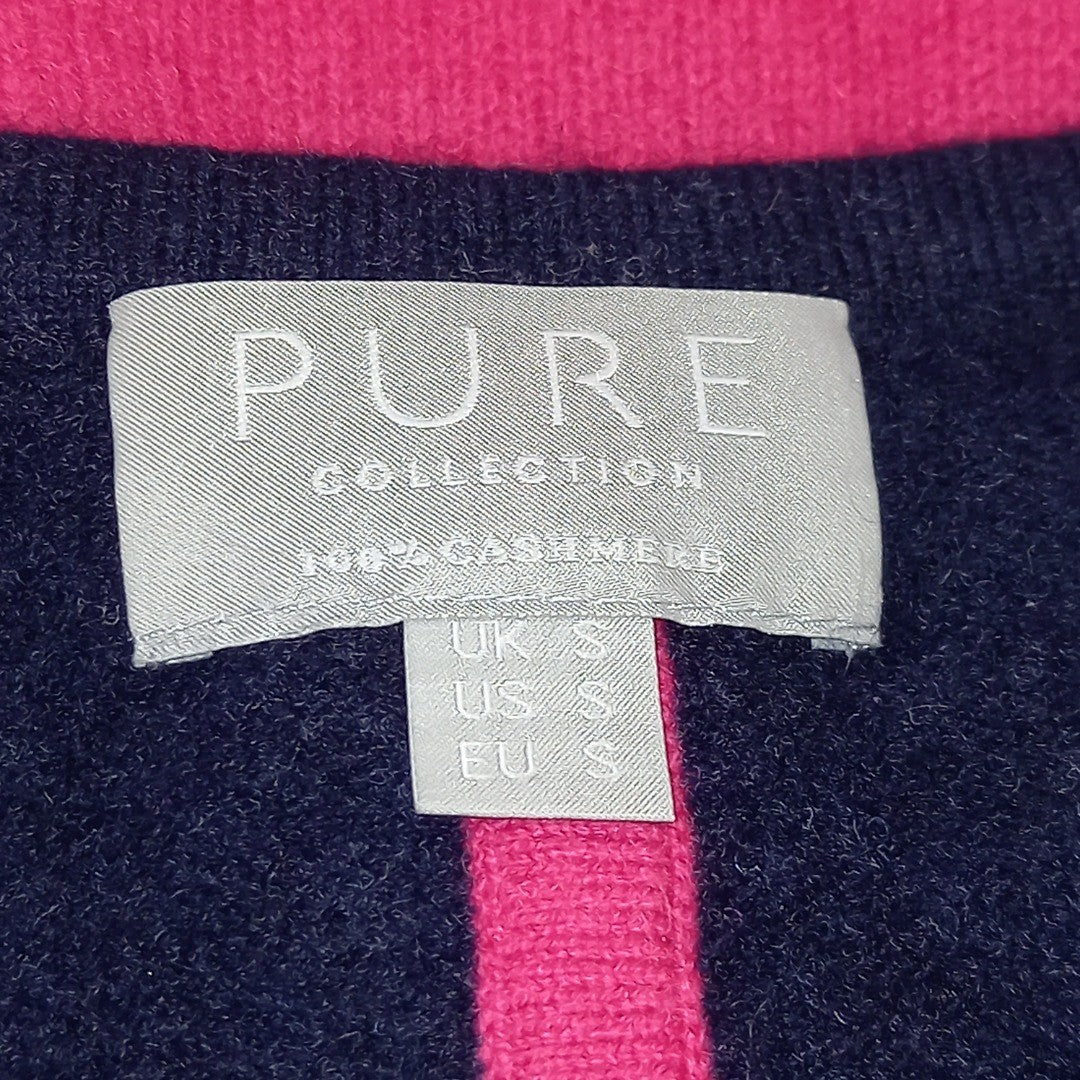 PURE
COLLECTION
100% CASHMERE
UK S
US S
EU S